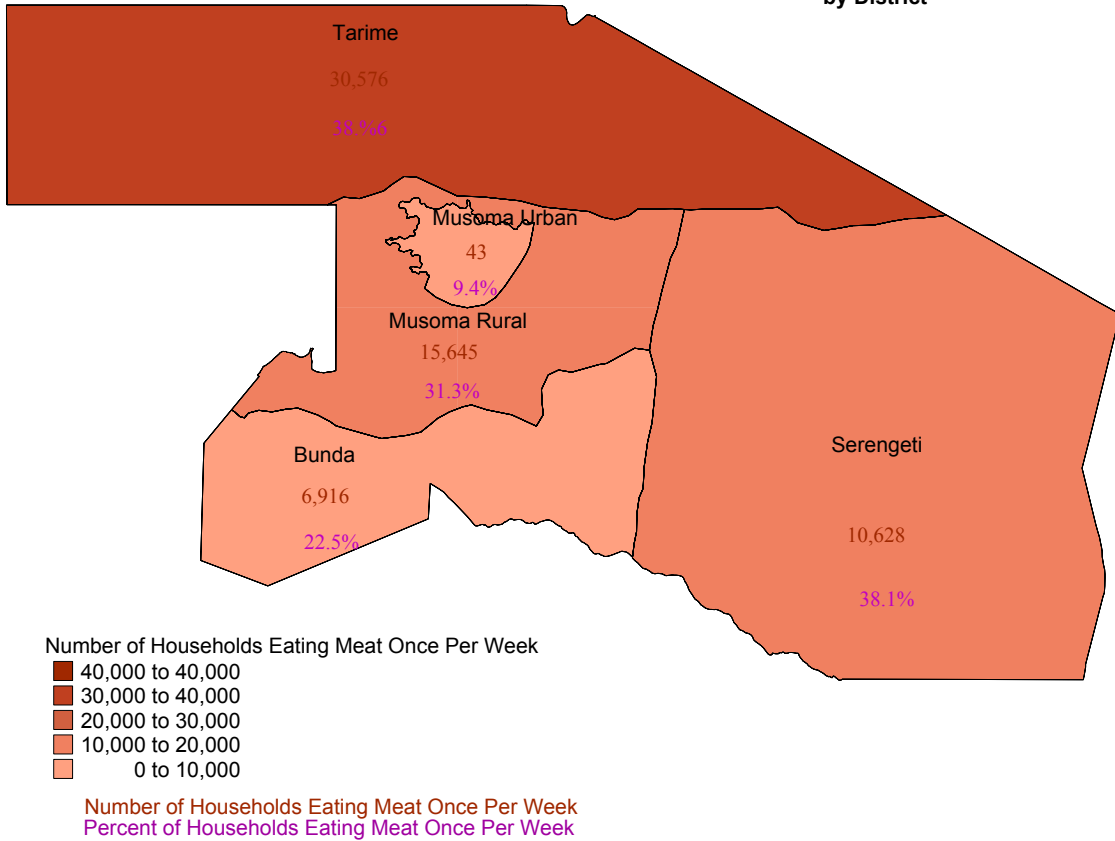 by District
Tarime
30,576
38.%6
Musoma Urban
43
9.4%
Musoma Rural
15,645
31.3%
Bunda
6,916
22.5%
Serengeti
10,628
38.1%
Number of Households Eating Meat Once Per Week
40,000 to 40,000
30,000 to 40,000
20,000 to 30,000
10,000 to 20,000
0 to 10,000
Number of Households Eating Meat Once Per Week
Percent of Households Eating Meat Once Per Week